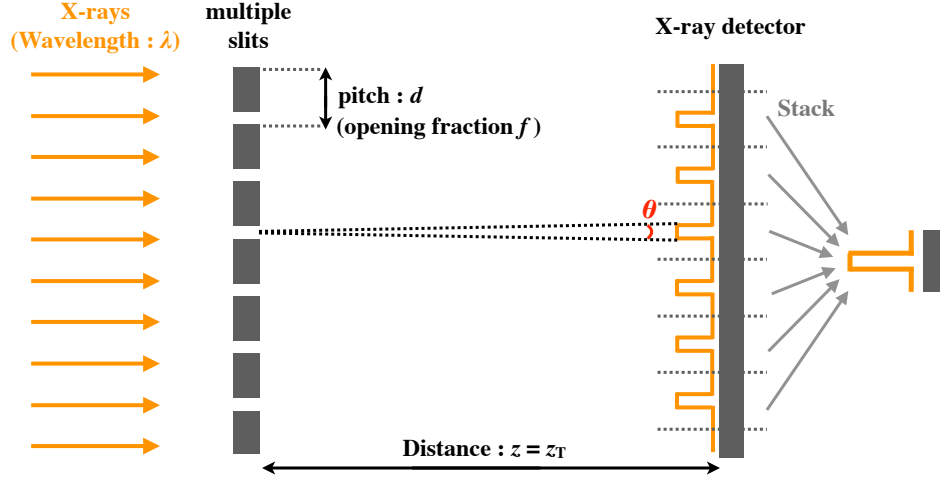 X-rays
(Wavelength : λ)
multiple
slits
X-ray detector
pitch : d
(opening fraction f )
Stack
θ
Distance : z = zT